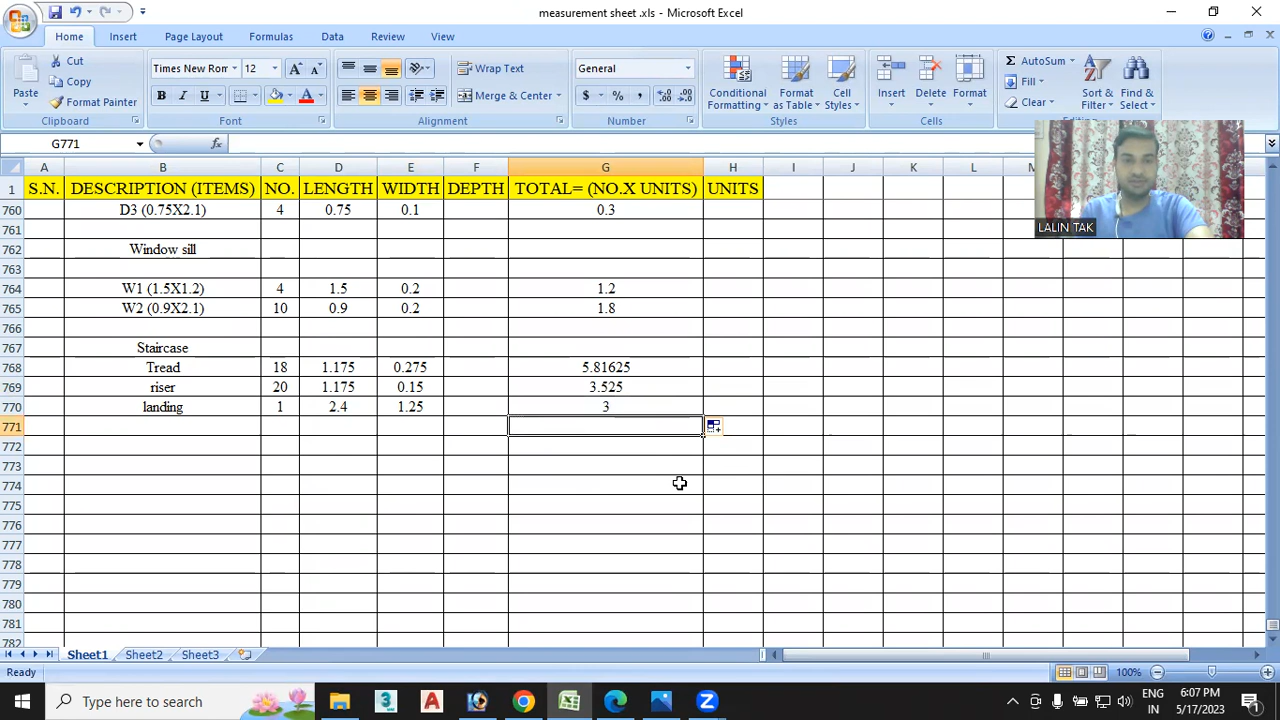 measurement sheet .xls - Microsoft Excel
Home Insert Page Layout Formulas Data Review View
Paste
Cut
Copy
Format Painter
Clipboard
Times New Rom 12
B I U A
Font
Wrap Text
Merge & Center
Alignment
General
$ % ,
Number
Conditional Formatting
Format as Table
Cell Styles
Styles
Insert Delete Format
Cells
Σ AutoSum
Fill
Clear
Sort & Filter
Find & Select
G771 fx
A B C D E F G H I J K L M
1 S.N. DESCRIPTION (ITEMS) NO. LENGTH WIDTH DEPTH TOTAL= (NO.X UNITS) UNITS
760 D3 (0.75X2.1) 4 0.75 0.1 0.3
761
762 Window sill
763
764 W1 (1.5X1.2) 4 1.5 0.2 1.2
765 W2 (0.9X2.1) 10 0.9 0.2 1.8
766
767 Staircase
768 Tread 18 1.175 0.275 5.81625
769 riser 20 1.175 0.15 3.525
770 landing 1 2.4 1.25 3
771
772
773
774
775
776
777
778
779
780
781
782
LALIN TAK
Sheet1 Sheet2 Sheet3
Ready 100%
Type here to search
ENG
IN
6:07 PM
5/17/2023